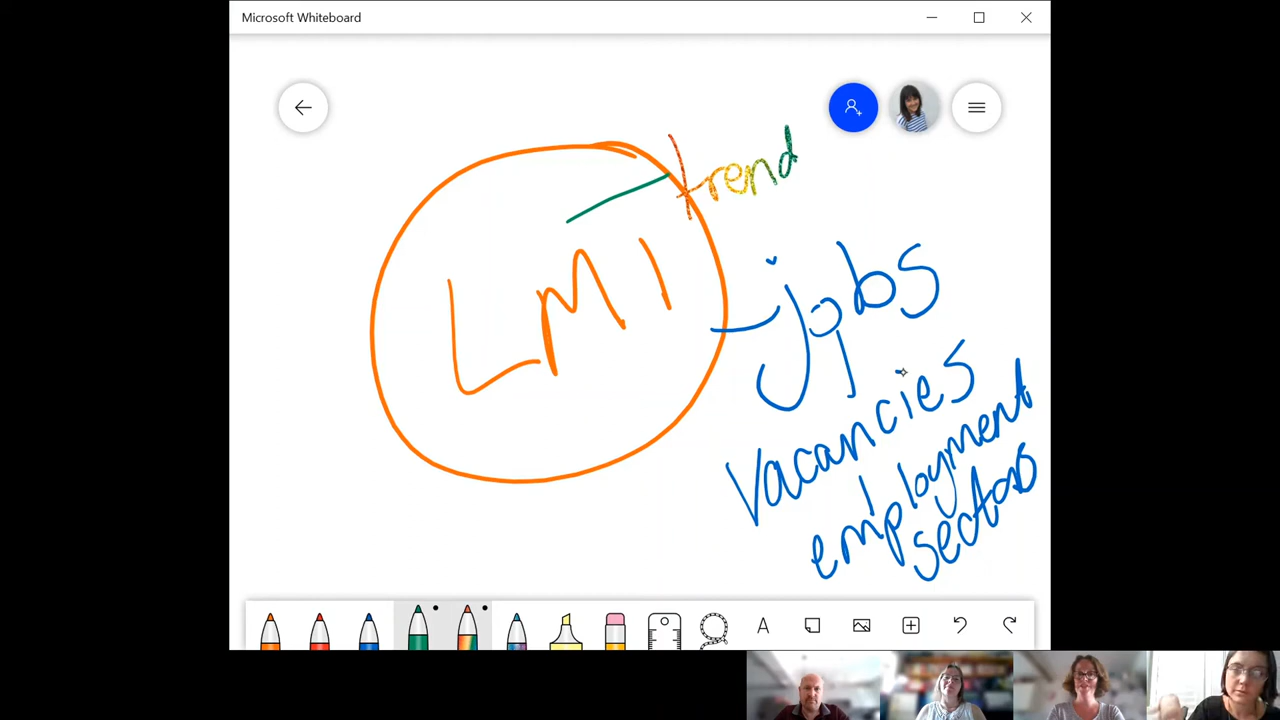 Microsoft Whiteboard
trend
LMI
jobs
vacancies
employment
sectors
A